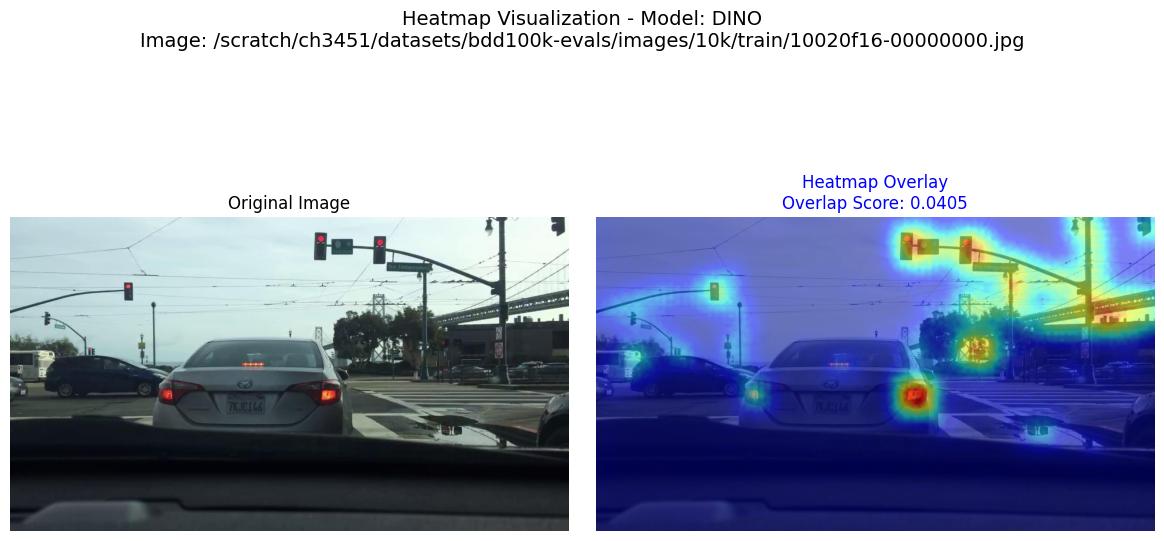 Heatmap Visualization - Model: DINO
Image: /scratch/ch3451/datasets/bdd100k-evals/images/10k/train/10020f16-00000000.jpg
Original Image
Heatmap Overlay
Overlap Score: 0.0405